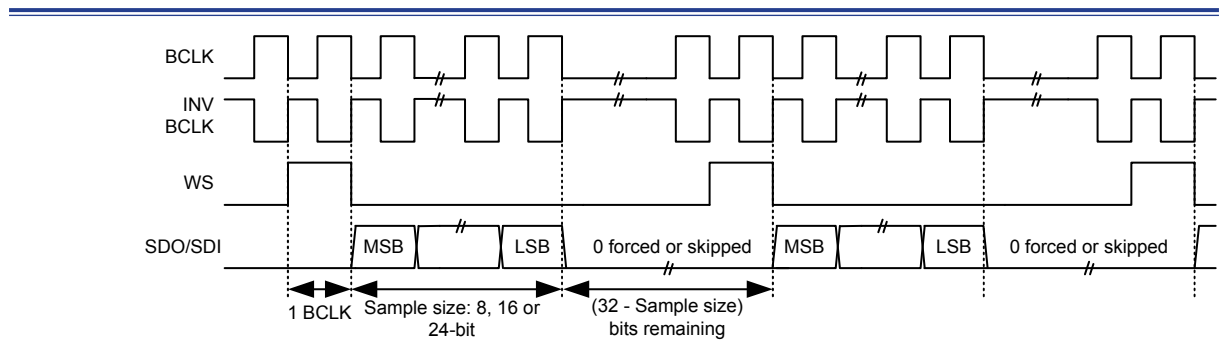 BCLK
INV
BCLK
WS
SDO/SDI
MSB
LSB
0 forced or skipped
MSB
LSB
0 forced or skipped
1 BCLK
Sample size: 8, 16 or
24-bit
(32 - Sample size)
bits remaining